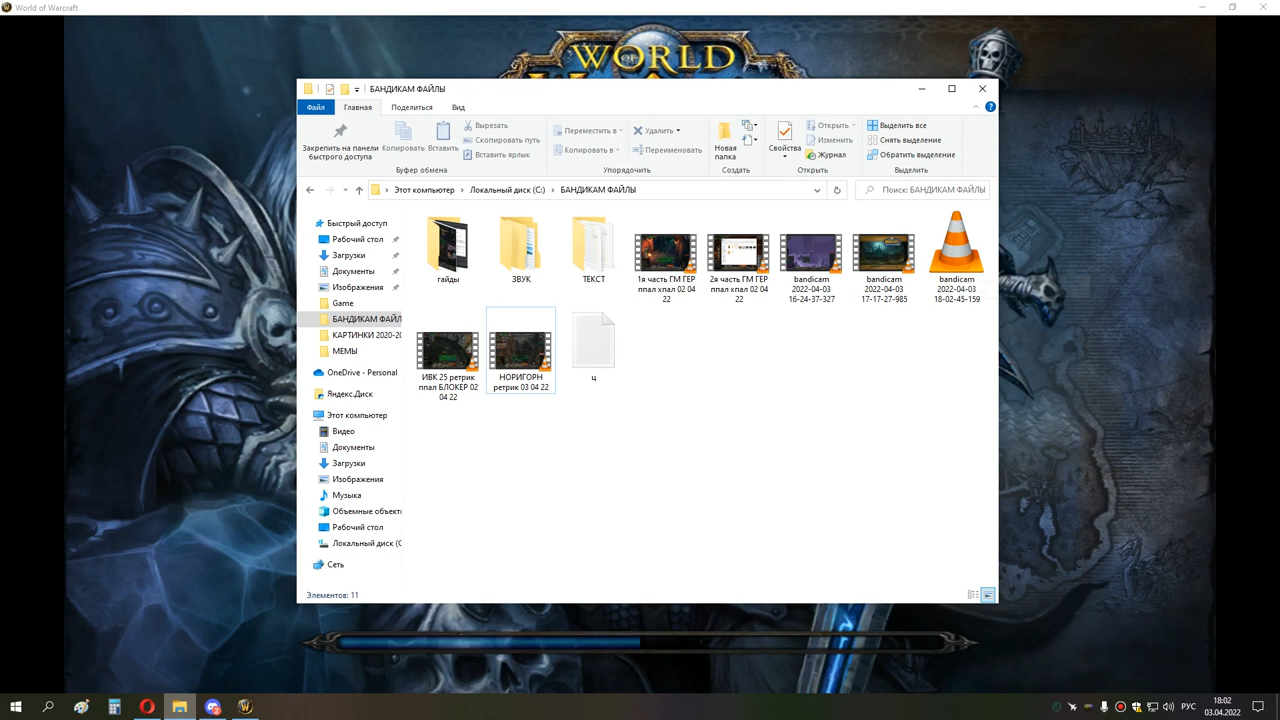 World of Warcraft
WORLD
OF
БАНДИКАМ ФАЙЛЫ
Файл
Главная
Поделиться
Вид
Закрепить на панели
быстрого доступа
Копировать
Вставить
Вырезать
Скопировать путь
Вставить ярлык
Буфер обмена
Переместить в
Копировать в
Удалить
Переименовать
Упорядочить
Новая
папка
Создать
Свойства
Открыть
Изменить
Журнал
Открыть
Выделить все
Снять выделение
Обратить выделение
Выделить
Этот компьютер
Локальный диск (C:)
БАНДИКАМ ФАЙЛЫ
Поиск: БАНДИКАМ ФАЙЛЫ
Быстрый доступ
Рабочий стол
Загрузки
Документы
Изображения
Game
БАНДИКАМ ФАЙЛ
КАРТИНКИ 2020-20
МЕМЫ
OneDrive - Personal
Яндекс.Диск
Этот компьютер
Видео
Документы
Загрузки
Изображения
Музыка
Объемные объекты
Рабочий стол
Локальный диск (C
Сеть
гайды
ЗВУК
ТЕКСТ
1я часть ГМ ГЕР
ппал хпал 02 04
22
2я часть ГМ ГЕР
ппал хпал 02 04
22
bandicam
2022-04-03
16-24-37-327
bandicam
2022-04-03
17-17-27-985
bandicam
2022-04-03
18-02-45-159
ИВК 25 ретрик
ппал БЛОКЕР 02
04 22
НОРИГОРН
ретрик 03 04 22
ц
Элементов: 11
РУС
18:02
03.04.2022